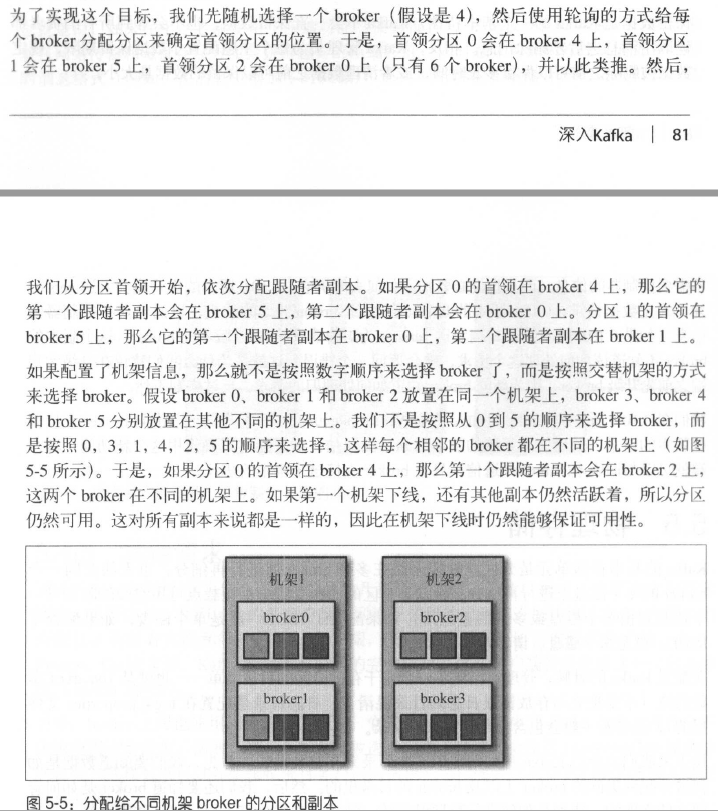 为了实现这个目标，我们先随机选择一个 broker（假设是 4），然后使用轮询的方式给每
个 broker 分配分区来确定首领分区的位置。于是，首领分区 0 会在 broker 4 上，首领分区
1 会在 broker 5 上，首领分区 2 会在 broker 0 上（只有 6 个 broker），并以此类推。然后，
深入Kafka | 81
我们从分区首领开始，依次分配跟随者副本。如果分区 0 的首领在 broker 4 上，那么它的
第一个跟随者副本会在 broker 5 上，第二个跟随者副本会在 broker 0 上。分区 1 的首领在
broker 5 上，那么它的第一个跟随者副本在 broker 0 上，第二个跟随者副本在 broker 1 上。
如果配置了机架信息，那么就不是按照数字顺序来选择 broker 了，而是按照交替机架的方式
来选择 broker。假设 broker 0、broker 1 和 broker 2 放置在同一个机架上，broker 3、broker 4
和 broker 5 分别放置在其他不同的机架上。我们不是按照从 0 到 5 的顺序来选择 broker，而
是按照 0，3，1，4，2，5 的顺序来选择，这样每个相邻的 broker 都在不同的机架上（如图
5-5 所示）。于是，如果分区 0 的首领在 broker 4 上，那么第一个跟随者副本会在 broker 2 上，
这两个 broker 在不同的机架上。如果第一个机架下线，还有其他副本仍然活跃着，所以分区
仍然可用。这对所有副本来说都是一样的，因此在机架下线时仍然能够保证可用性。
机架1
机架2
broker0
broker2
broker1
broker3
图 5-5：分配给不同机架 broker 的分区和副本